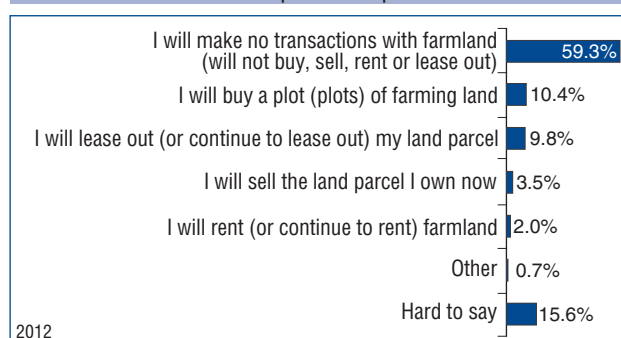 I will make no transactions with farmland
(will not buy, sell, rent or lease out)
59.3%
I will buy a plot (plots) of farming land
10.4%
I will lease out (or continue to lease out) my land parcel
9.8%
I will sell the land parcel I own now
3.5%
I will rent (or continue to rent) farmland
2.0%
Other
0.7%
Hard to say
15.6%
2012